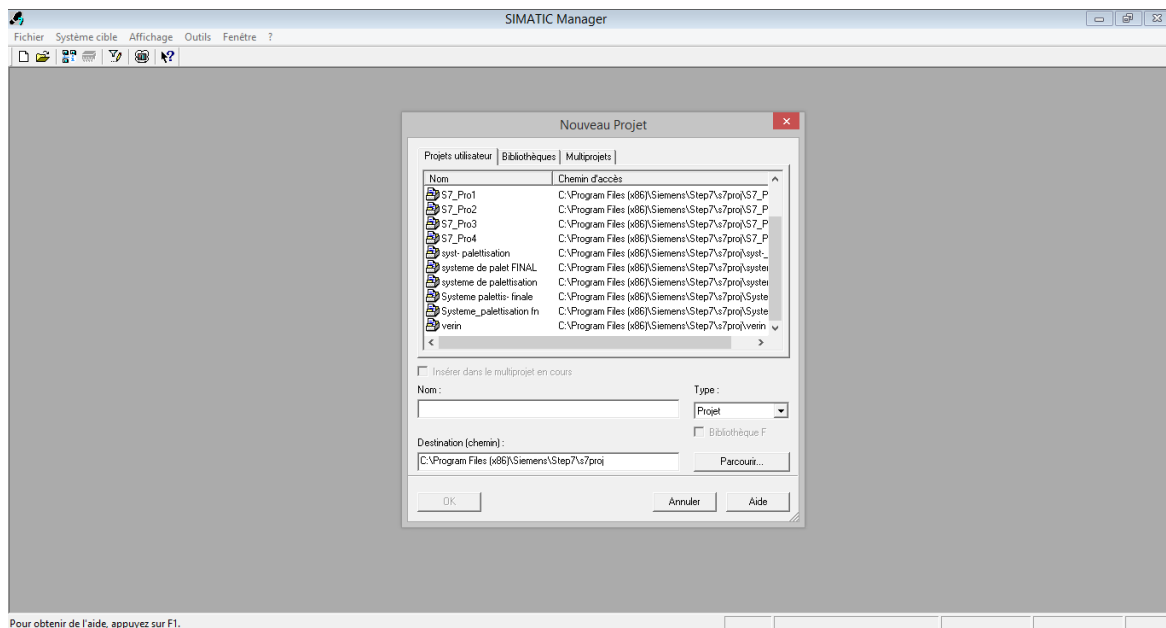 SIMATIC Manager
Fichier Système cible Affichage Outils Fenêtre ?
Nouveau Projet
Projets utilisateur Bibliothèques Multiprojets
Nom Chemin d'accès
S7_Pro1 C:\Program Files (x86)\Siemens\Step7\s7proj\S7_P
S7_Pro2 C:\Program Files (x86)\Siemens\Step7\s7proj\S7_P
S7_Pro3 C:\Program Files (x86)\Siemens\Step7\s7proj\S7_P
S7_Pro4 C:\Program Files (x86)\Siemens\Step7\s7proj\S7_P
syst- palettisation C:\Program Files (x86)\Siemens\Step7\s7proj\syst-_
systeme de palet FINAL C:\Program Files (x86)\Siemens\Step7\s7proj\syster
systeme de palettisation C:\Program Files (x86)\Siemens\Step7\s7proj\syster
Systeme palettis- finale C:\Program Files (x86)\Siemens\Step7\s7proj\Syste
Systeme_palettisation fn C:\Program Files (x86)\Siemens\Step7\s7proj\Syste
verin C:\Program Files (x86)\Siemens\Step7\s7proj\verin
Insérer dans le multiprojet en cours
Nom : Type :
Projet
Bibliothèque F
Destination (chemin) :
C:\Program Files (x86)\Siemens\Step7\s7proj Parcourir...
OK Annuler Aide
Pour obtenir de l'aide, appuyez sur F1.